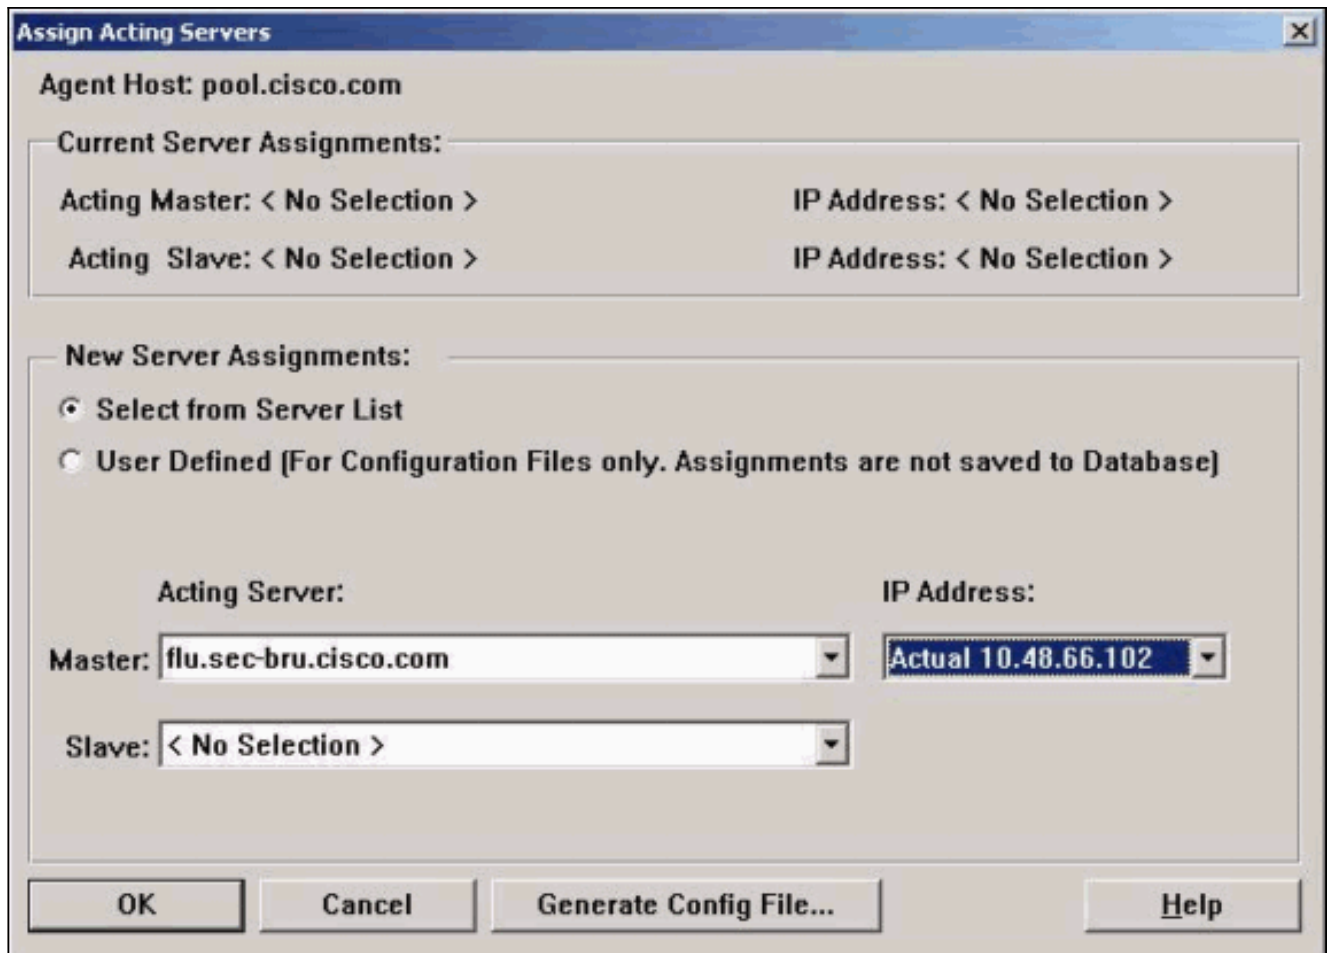 Assign Acting Servers
Agent Host: pool.cisco.com
Current Server Assignments:
Acting Master: < No Selection > IP Address: < No Selection >
Acting Slave: < No Selection > IP Address: < No Selection >
New Server Assignments:
Select from Server List
User Defined (For Configuration Files only. Assignments are not saved to Database)
Acting Server: IP Address:
Master: flu.sec-bru.cisco.com Actual 10.48.66.102
Slave: < No Selection >
OK Cancel Generate Config File... Help